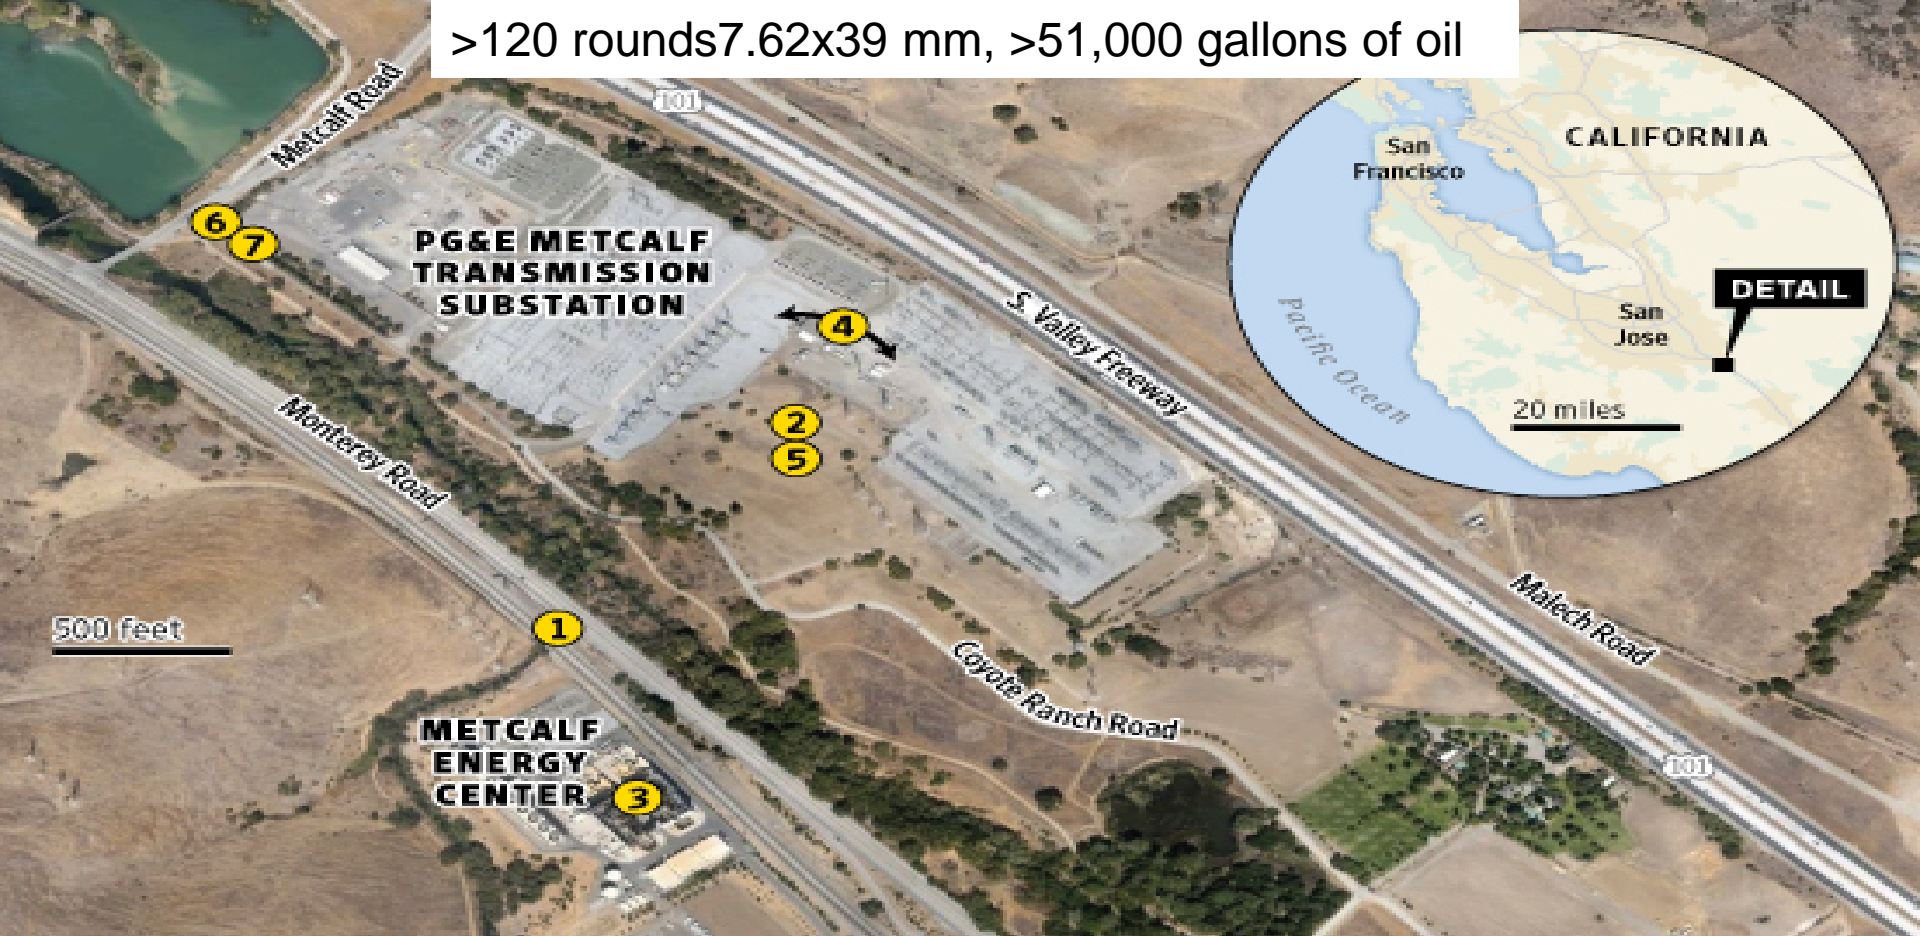 >120 rounds7.62x39 mm, >51,000 gallons of oil
Metcalf Road
101
CALIFORNIA
San
Francisco
6
7
PG&E METCALF
TRANSMISSION
SUBSTATION
4
S. Valley Freeway
DETAIL
San
Jose
Pacific Ocean
20 miles
2
5
Monterey Road
500 feet
1
Malech Road
Coyote Ranch Road
METCALF
ENERGY
CENTER
3
101